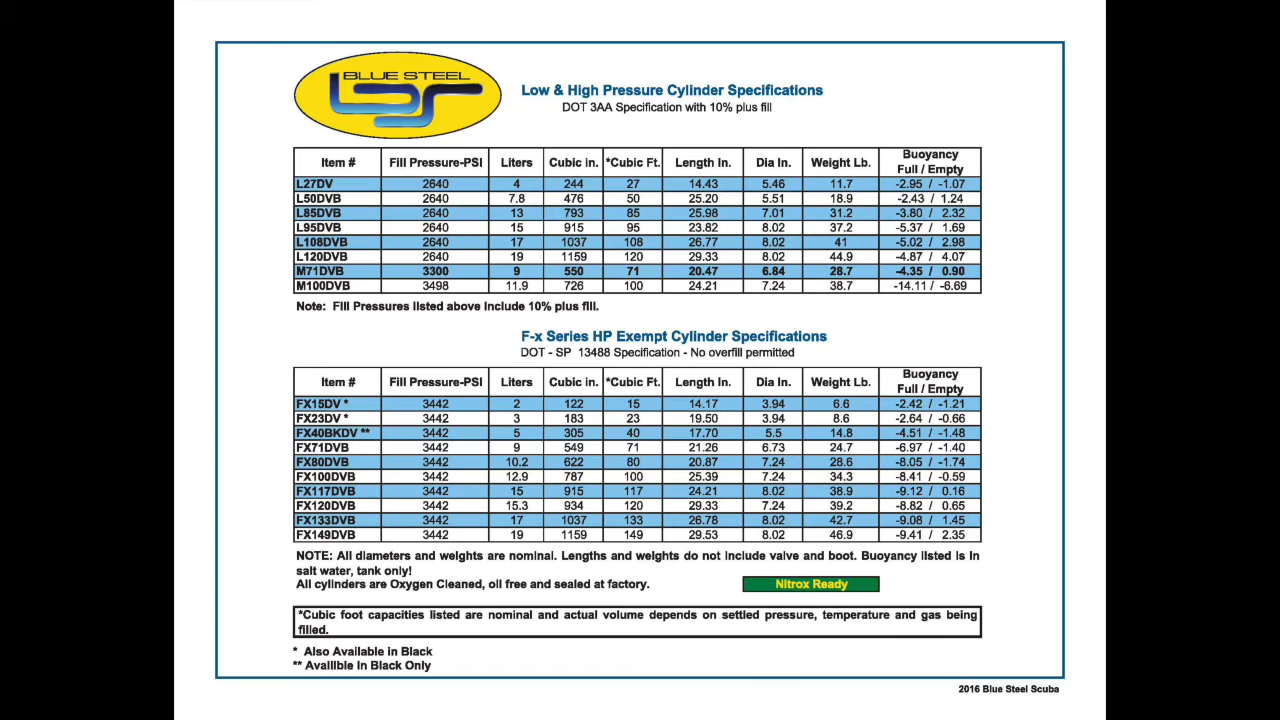 BLUE STEEL
Low & High Pressure Cylinder Specifications
DOT 3AA Specification with 10% plus fill
Item # Fill Pressure-PSI Liters Cubic in. *Cubic Ft. Length In. Dia In. Weight Lb. Buoyancy Full / Empty
L27DV 2640 4 244 27 14.43 5.46 11.7 -2.95 / -1.07
L50DVB 2640 7.8 476 50 25.20 5.51 18.9 -2.43 / 1.24
L85DVB 2640 13 793 85 25.98 7.01 31.2 -3.80 / 2.32
L95DVB 2640 15 915 95 23.82 8.02 37.2 -5.37 / 1.69
L108DVB 2640 17 1037 108 26.77 8.02 41 -5.02 / 2.98
L120DVB 2640 19 1159 120 29.33 8.02 44.9 -4.87 / 4.07
M71DVB 3300 9 550 71 20.47 6.84 28.7 -4.35 / 0.90
M100DVB 3498 11.9 726 100 24.21 7.24 38.7 -14.11 / -6.69
Note: Fill Pressures listed above include 10% plus fill.
F-x Series HP Exempt Cylinder Specifications
DOT - SP 13488 Specification - No overfill permitted
Item # Fill Pressure-PSI Liters Cubic in. *Cubic Ft. Length In. Dia In. Weight Lb. Buoyancy Full / Empty
FX15DV * 3442 2 122 15 14.17 3.94 6.6 -2.42 / -1.21
FX23DV * 3442 3 183 23 19.50 3.94 8.6 -2.64 / -0.66
FX40BKDV ** 3442 5 305 40 17.70 5.5 14.8 -4.51 / -1.48
FX71DVB 3442 9 549 71 21.26 6.73 24.7 -6.97 / -1.40
FX80DVB 3442 10.2 622 80 20.87 7.24 28.6 -8.05 / -1.74
FX100DVB 3442 12.9 787 100 25.39 7.24 34.3 -8.41 / -0.59
FX117DVB 3442 15 915 117 24.21 8.02 38.9 -9.12 / 0.16
FX120DVB 3442 15.3 934 120 29.33 7.24 39.2 -8.82 / 0.65
FX133DVB 3442 17 1037 133 26.78 8.02 42.7 -9.08 / 1.45
FX149DVB 3442 19 1159 149 29.53 8.02 46.9 -9.41 / 2.35
NOTE: All diameters and weights are nominal. Lengths and weights do not include valve and boot. Buoyancy listed is in
salt water, tank only!
All cylinders are Oxygen Cleaned, oil free and sealed at factory.
Nitrox Ready
*Cubic foot capacities listed are nominal and actual volume depends on settled pressure, temperature and gas being
filled.
* Also Available in Black
** Availible in Black Only
2016 Blue Steel Scuba